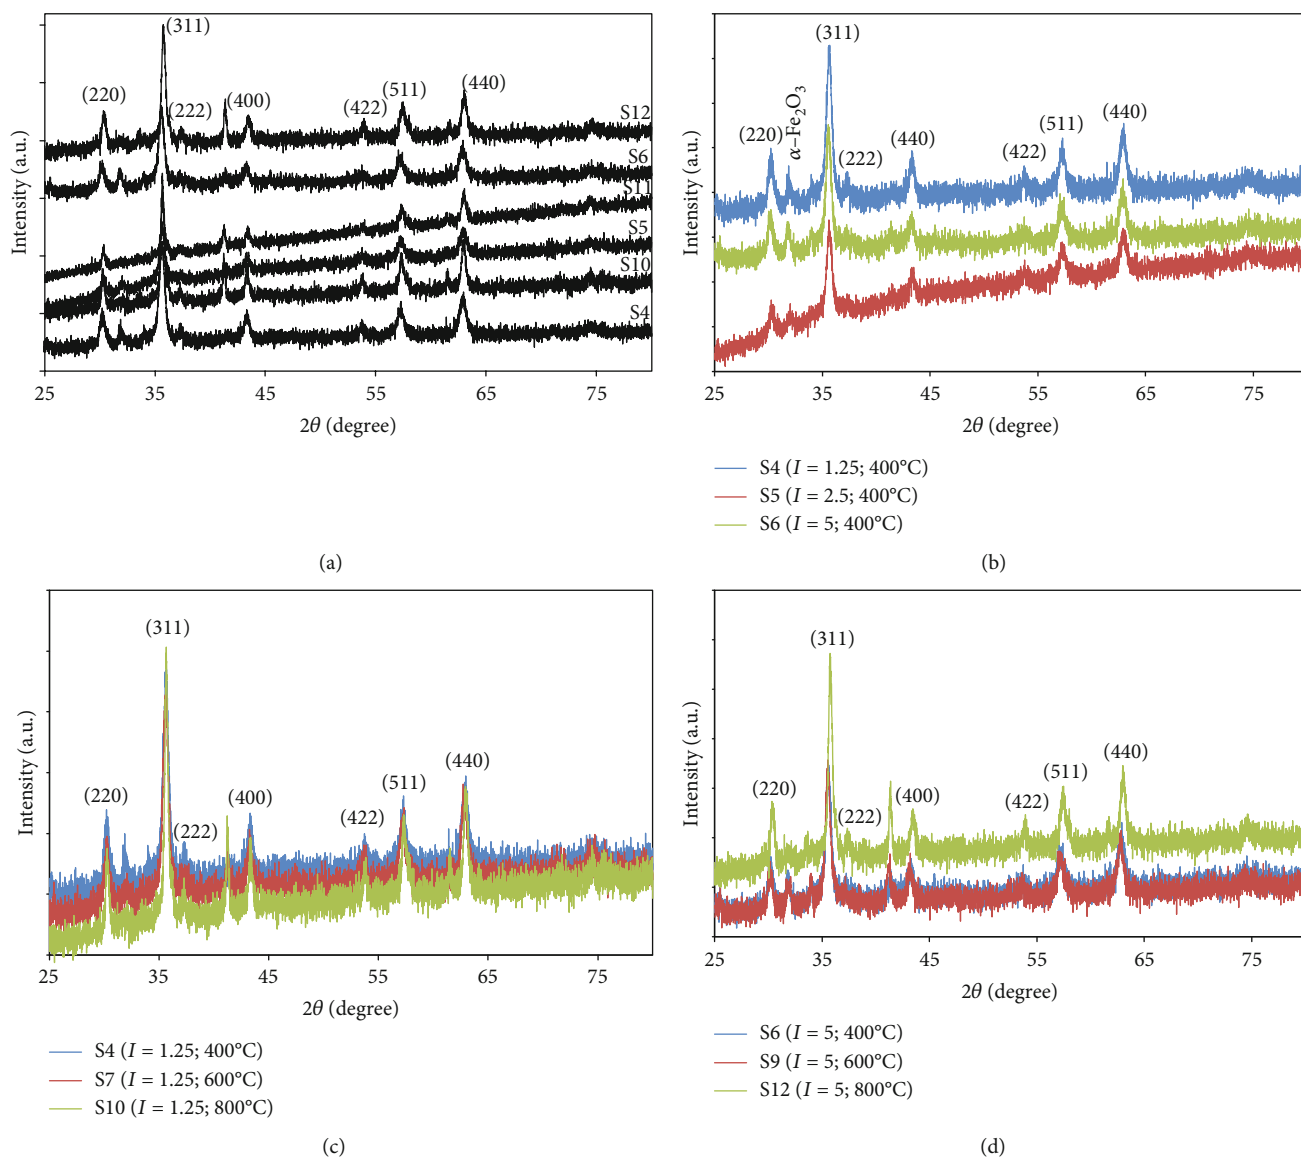 (311)
(220)
(222)
(400)
(422)
(511)
(440)
S12
S6
S11
S5
S10
S4
Intensity (a.u.)
25 35 45 55 65 75
2θ (degree)
(a)
(311)
(220)
α–Fe2O3
(222)
(440)
(422)
(511)
(440)
Intensity (a.u.)
25 35 45 55 65 75
2θ (degree)
S4 (I = 1.25; 400°C)
S5 (I = 2.5; 400°C)
S6 (I = 5; 400°C)
(b)
(311)
(220)
(222)
(400)
(422)
(511)
(440)
Intensity (a.u.)
25 35 45 55 65 75
2θ (degree)
S4 (I = 1.25; 400°C)
S7 (I = 1.25; 600°C)
S10 (I = 1.25; 800°C)
(c)
(311)
(220)
(222)
(400)
(422)
(511)
(440)
Intensity (a.u.)
25 35 45 55 65 75
2θ (degree)
S6 (I = 5; 400°C)
S9 (I = 5; 600°C)
S12 (I = 5; 800°C)
(d)